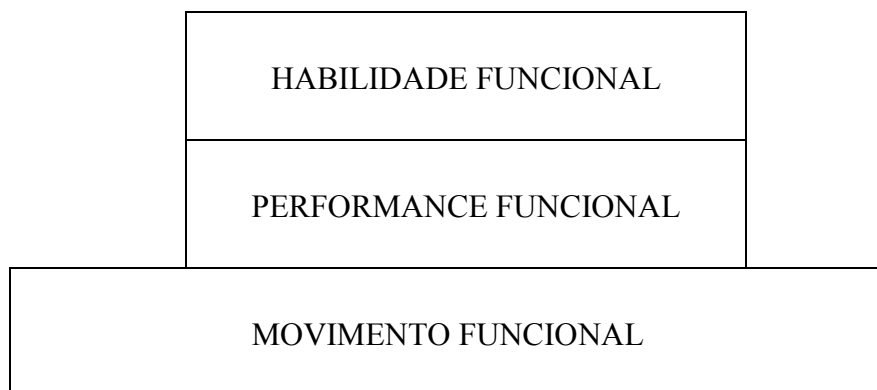 HABILIDADE FUNCIONAL
PERFORMANCE FUNCIONAL
MOVIMENTO FUNCIONAL